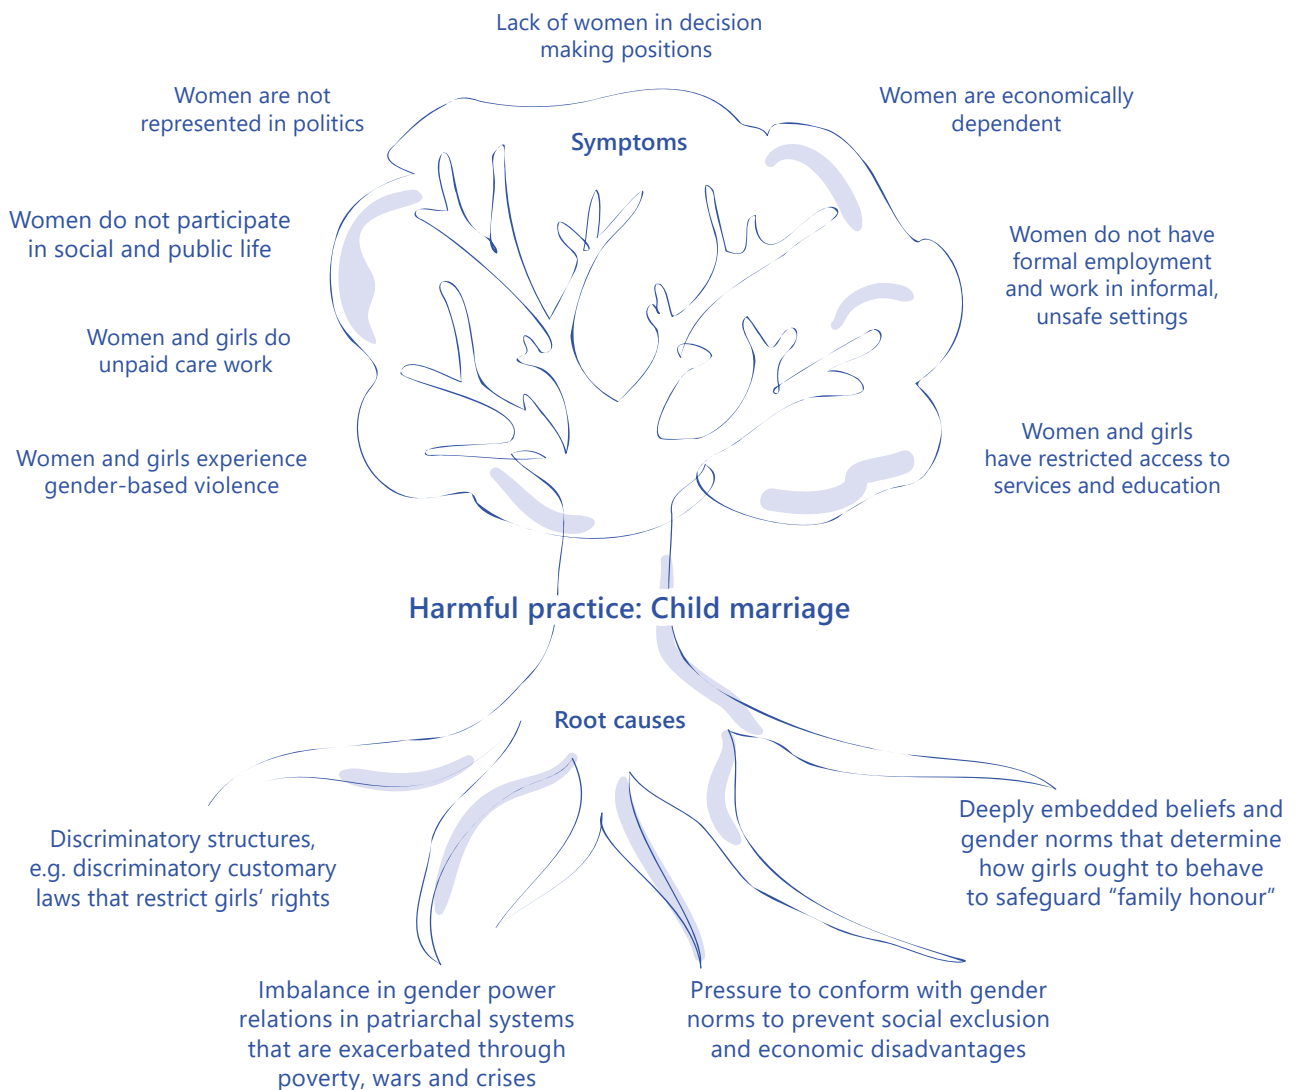 Lack of women in decision
making positions
Women are not
represented in politics
Women are economically
dependent
Symptoms
Women do not participate
in social and public life
Women do not have
formal employment
and work in informal,
unsafe settings
Women and girls do
unpaid care work
Women and girls
have restricted access to
services and education
Women and girls experience
gender-based violence
Harmful practice: Child marriage
Root causes
Discriminatory structures,
e.g. discriminatory customary
laws that restrict girls’ rights
Deeply embedded beliefs and
gender norms that determine
how girls ought to behave
to safeguard “family honour”
Imbalance in gender power
relations in patriarchal systems
that are exacerbated through
poverty, wars and crises
Pressure to conform with gender
norms to prevent social exclusion
and economic disadvantages